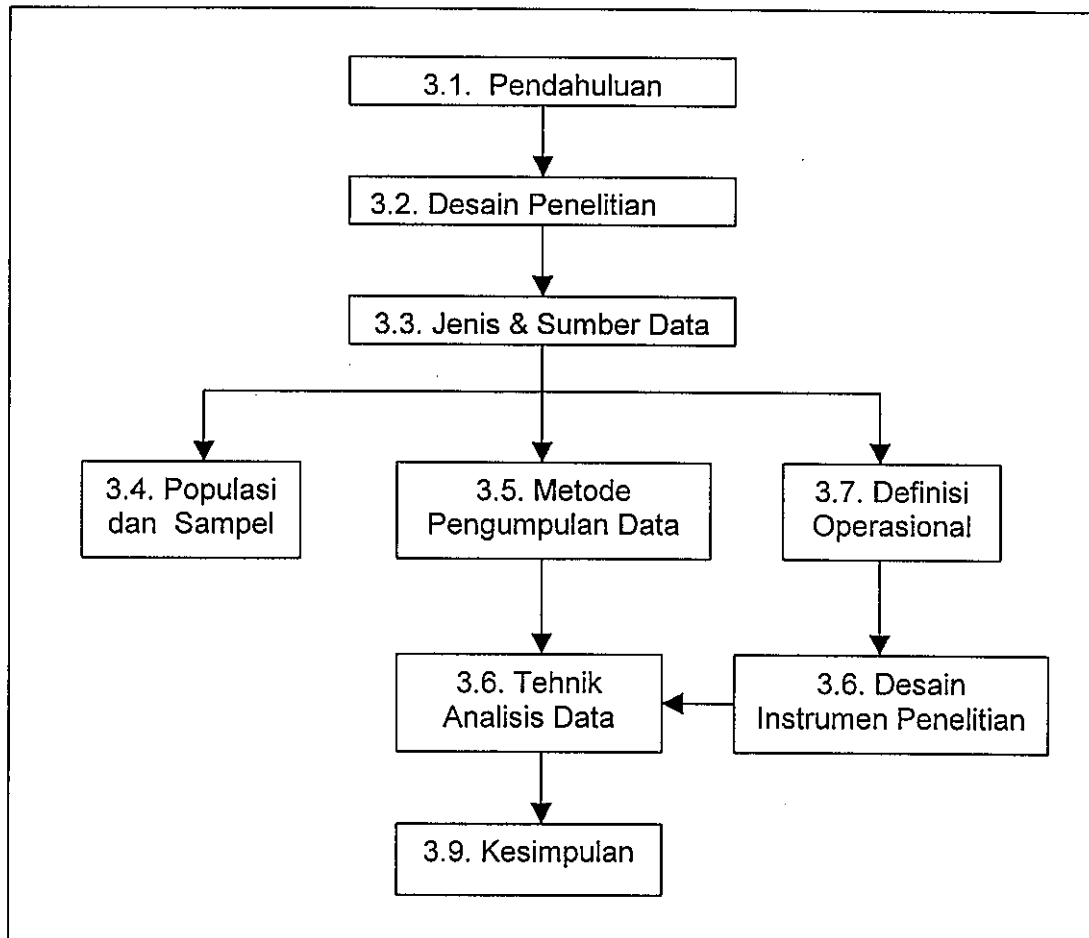 3.1. Pendahuluan
3.2. Desain Penelitian
3.3. Jenis & Sumber Data
3.4. Populasi
dan Sampel
3.5. Metode
Pengumpulan Data
3.7. Definisi
Operasional
3.6. Tehnik
Analisis Data
3.6. Desain
Instrumen Penelitian
3.9. Kesimpulan